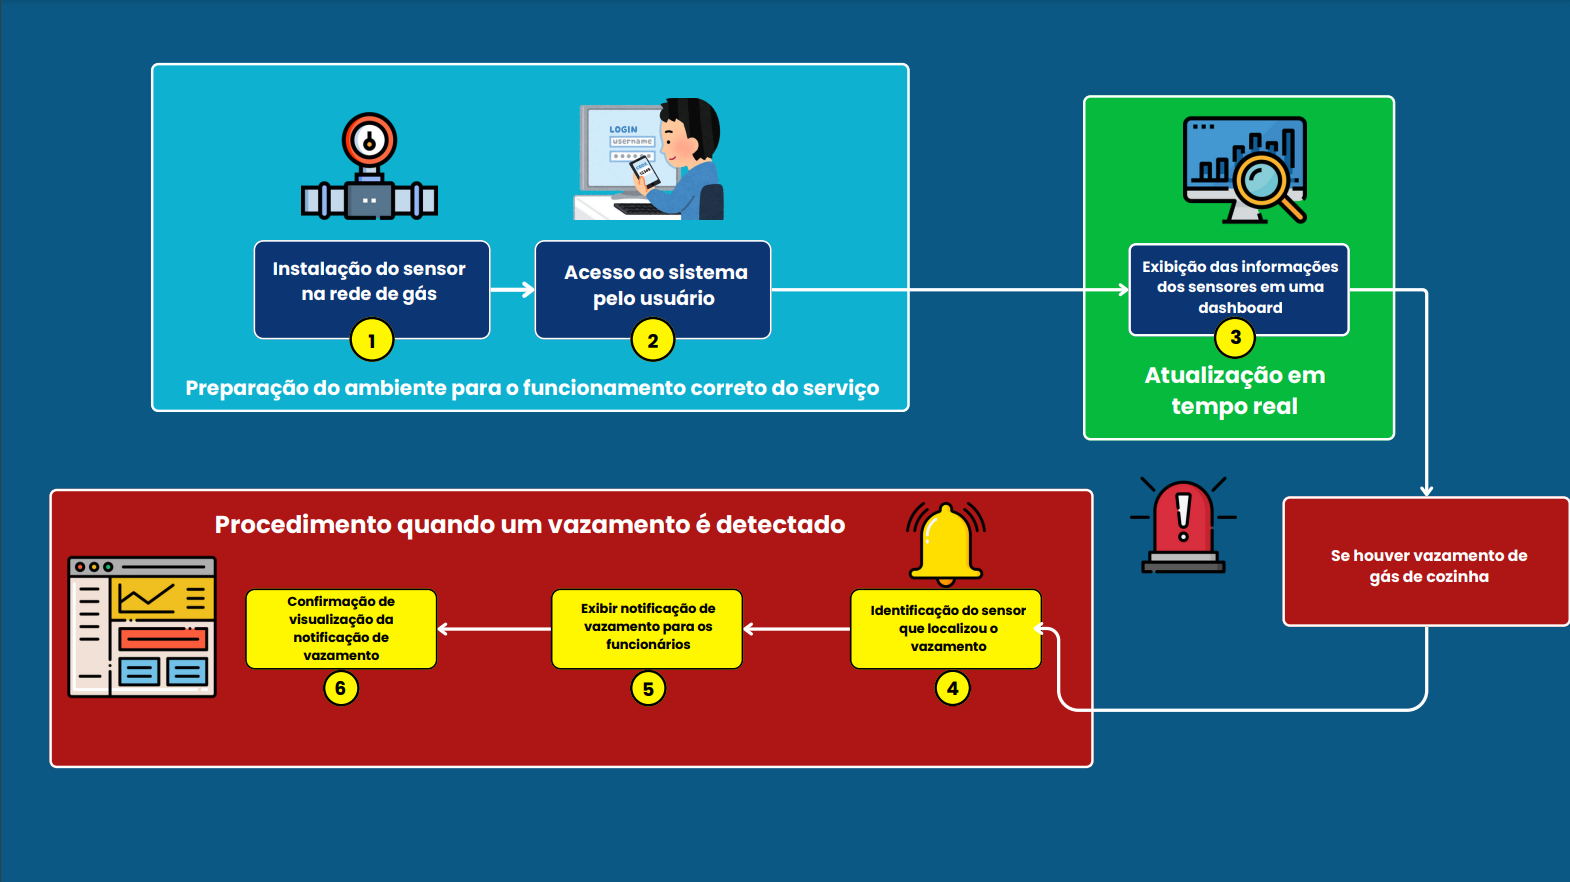 LOGIN
username
Instalação do sensor
na rede de gás
1
Acesso ao sistema
pelo usuário
2
Preparação do ambiente para o funcionamento correto do serviço
Exibição das informações
dos sensores em uma
dashboard
3
Atualização em
tempo real
Se houver vazamento de
gás de cozinha
Procedimento quando um vazamento é detectado
Identificação do sensor
que localizou o
vazamento
4
Exibir notificação de
vazamento para os
funcionários
5
Confirmação de
visualização da
notificação de
vazamento
6